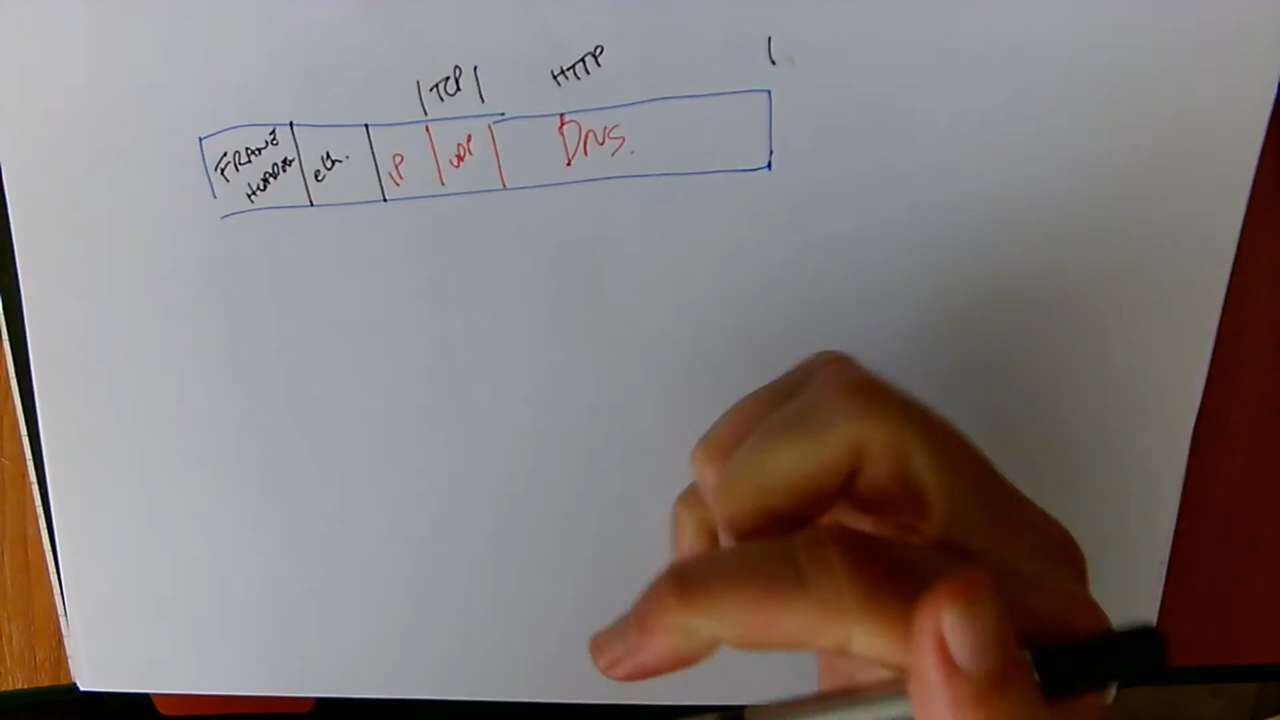 |TCP| HTTP |
FRAME HEADER
eth.
IP
UDP
DNS.